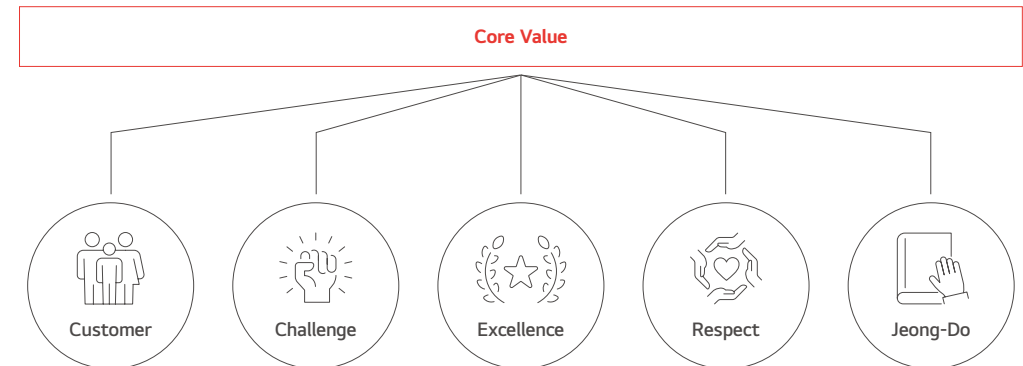 Core Value
Customer
Challenge
Excellence
Respect
Jeong-Do